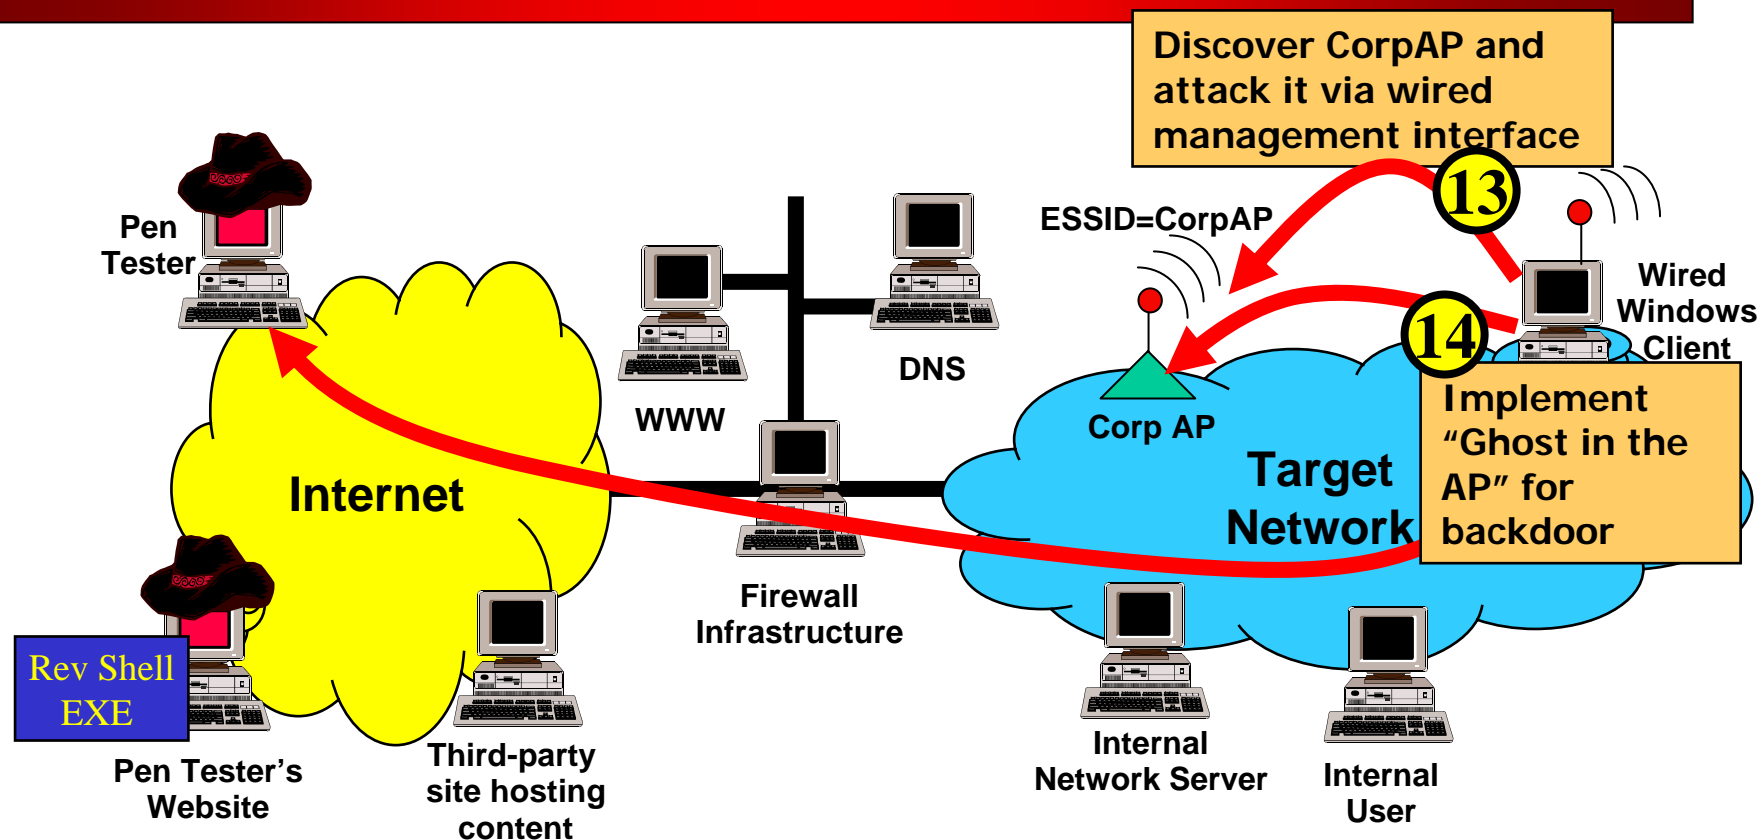 Discover CorpAP and
attack it via wired
management interface
13
Pen
Tester
ESSID=CorpAP
Wired
Windows
Client
14
DNS
WWW
Corp AP
Implement
“Ghost in the
AP” for
backdoor
Internet
Target
Network
Firewall
Infrastructure
Rev Shell
EXE
Pen Tester’s
Website
Third-party
site hosting
content
Internal
Network Server
Internal
User